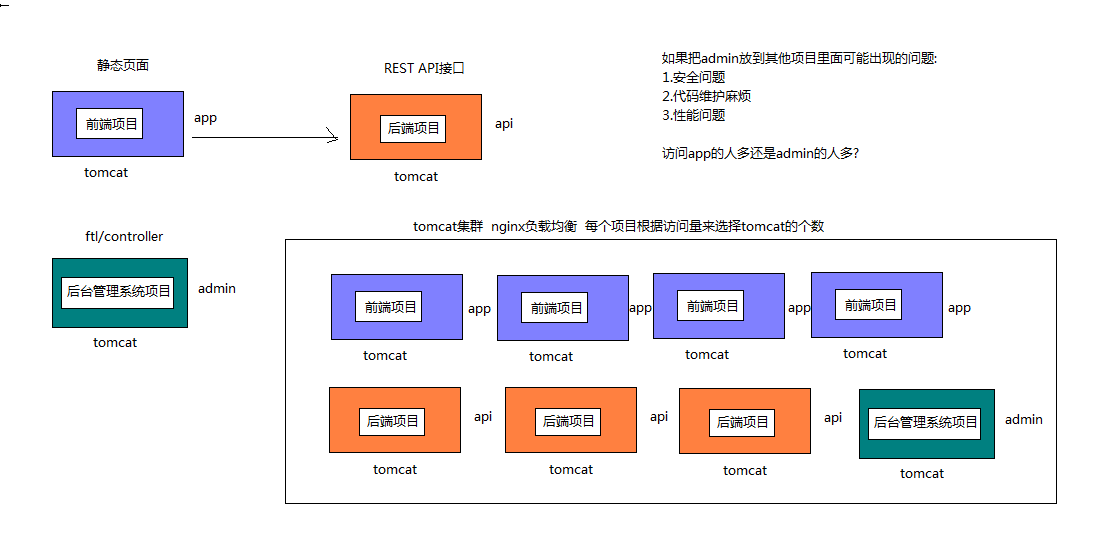 静态页面
前端项目
app
tomcat
REST API接口
后端项目
api
tomcat
如果把admin放到其他项目里面可能出现的问题:
1.安全问题
2.代码维护麻烦
3.性能问题
访问app的人多还是admin的人多?
ftl/controller
后台管理系统项目
admin
tomcat
tomcat集群 nginx负载均衡 每个项目根据访问量来选择tomcat的个数
前端项目
app
tomcat
前端项目
app
tomcat
前端项目
app
tomcat
前端项目
app
tomcat
后端项目
api
tomcat
后端项目
api
tomcat
后端项目
api
tomcat
后台管理系统项目
admin
tomcat